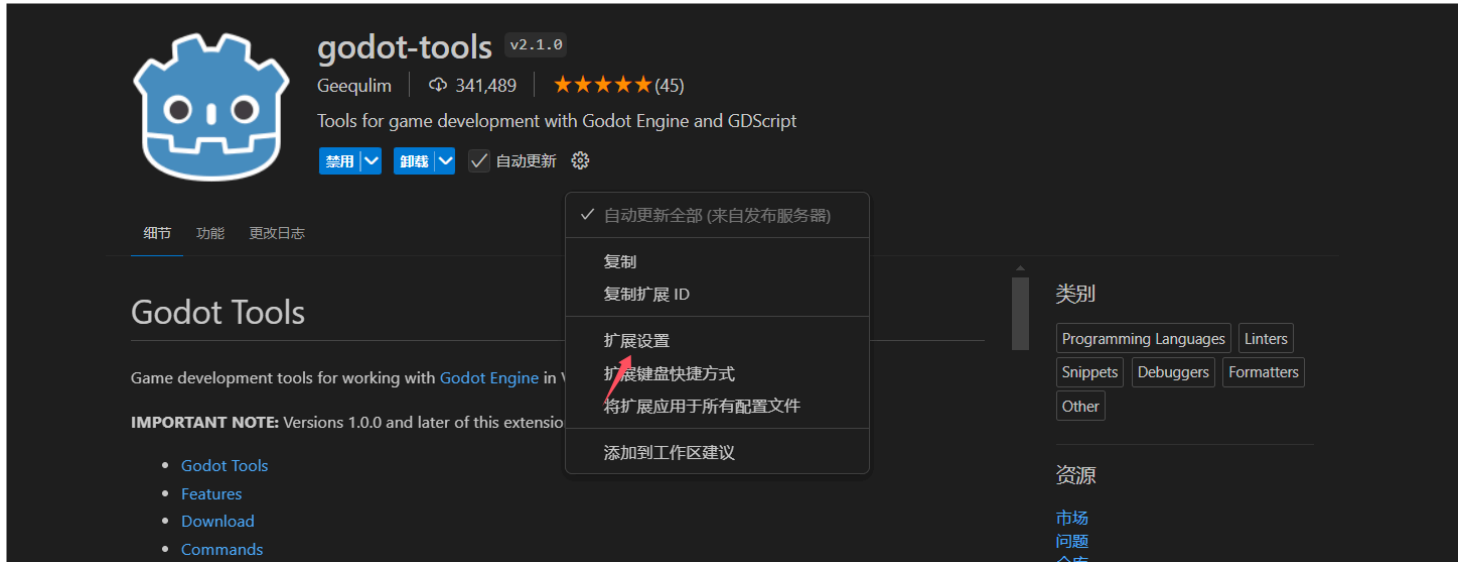 godot-tools v2.1.0
Geequlim 341,489 (45)
Tools for game development with Godot Engine and GDScript
禁用 卸载 自动更新
自动更新全部 (来自发布服务器)
复制
复制扩展 ID
扩展设置
扩展键盘快捷方式
将扩展应用于所有配置文件
添加到工作区建议
细节 功能 更改日志
Godot Tools
Game development tools for working with Godot Engine in
IMPORTANT NOTE: Versions 1.0.0 and later of this extensio
Godot Tools
Features
Download
Commands
类别
Programming Languages Linters
Snippets Debuggers Formatters
Other
资源
市场
问题